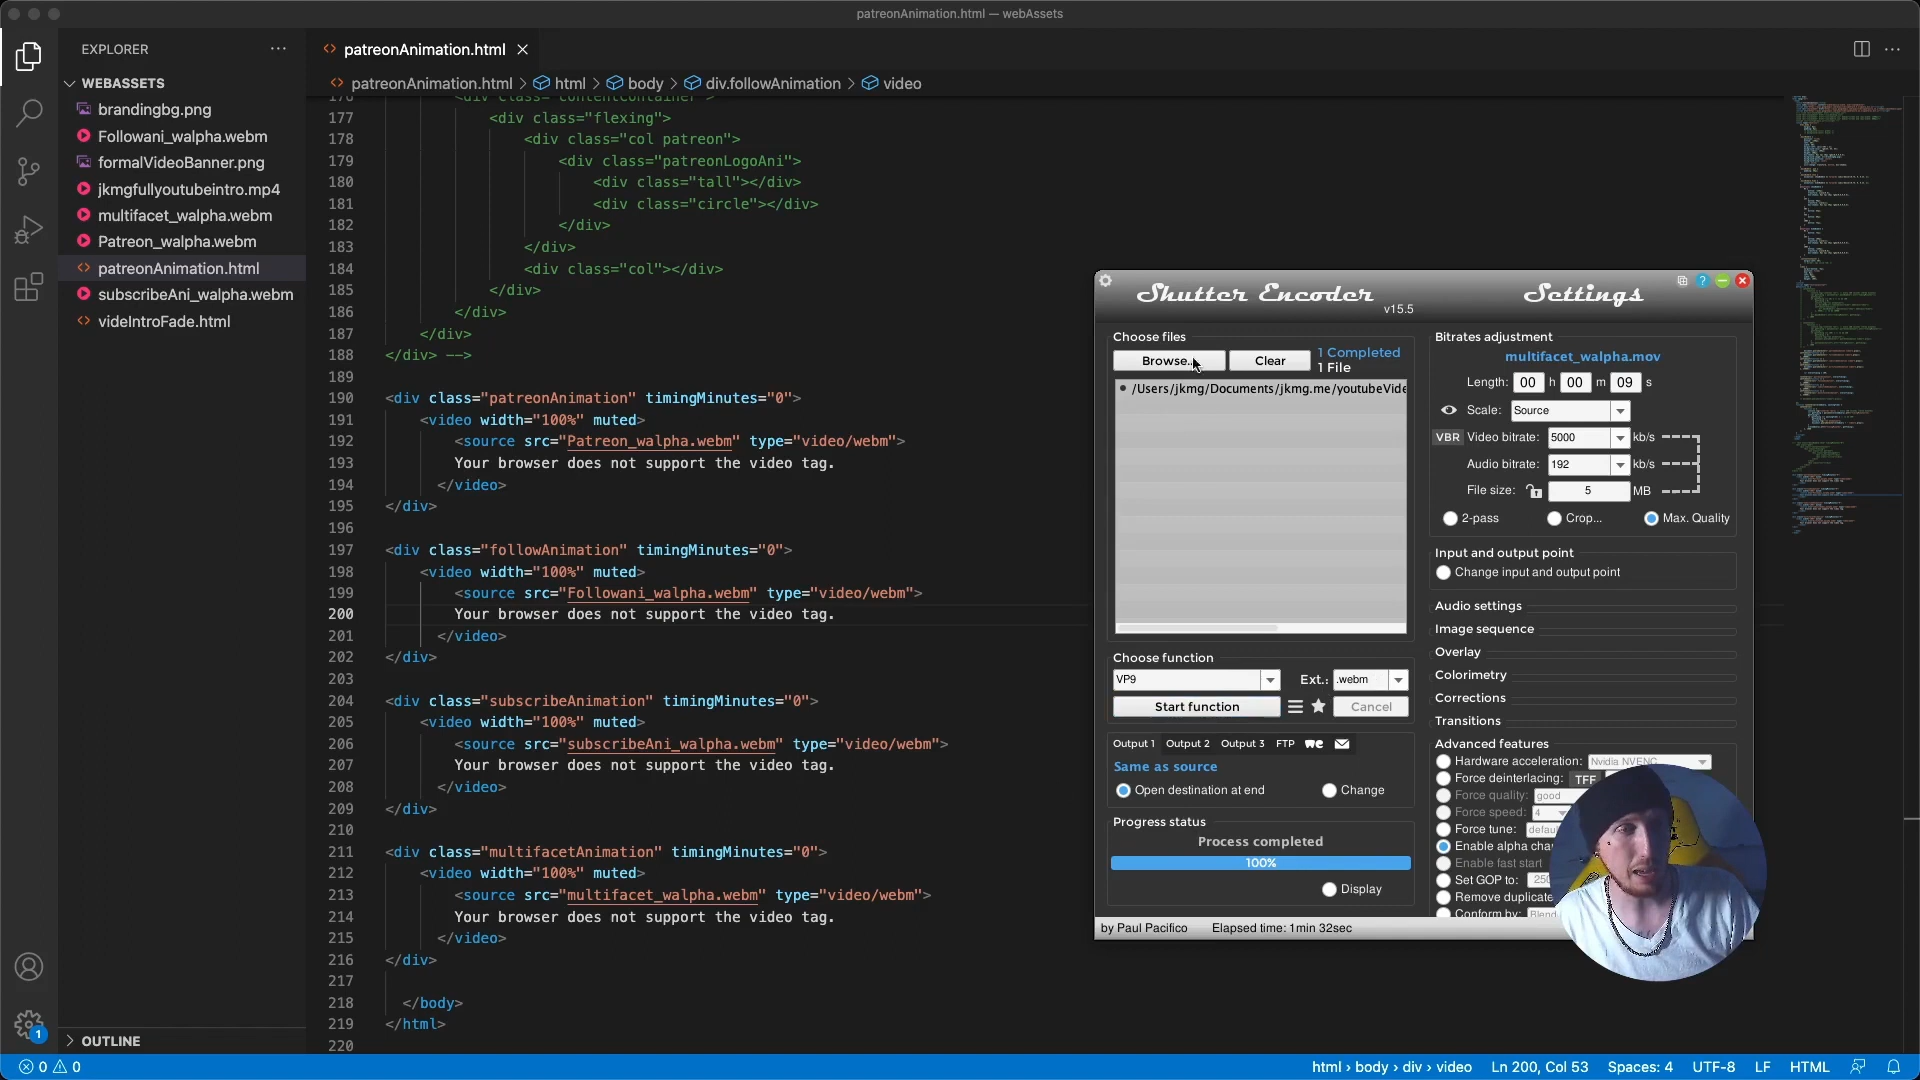 patreonAnimation.html — webAssets
EXPLORER
patreonAnimation.html
WEBASSETS
brandingbg.png
Followani_walpha.webm
formalVideoBanner.png
jkmgfullyoutubeintro.mp4
multifacet_walpha.webm
Patreon_walpha.webm
patreonAnimation.html
subscribeAni_walpha.webm
videIntroFade.html
OUTLINE
patreonAnimation.html > html > body > div.followAnimation > video
176 <div class="contentContainer">
177 <div class="flexing">
178 <div class="col patreon">
179 <div class="patreonLogoAni">
180 <div class="tall"></div>
181 <div class="circle"></div>
182 </div>
183 </div>
184 <div class="col"></div>
185 </div>
186 </div>
187 </div>
188 </div> -->
189
190 <div class="patreonAnimation" timingMinutes="0">
191 <video width="100%" muted>
192 <source src="Patreon_walpha.webm" type="video/webm">
193 Your browser does not support the video tag.
194 </video>
195 </div>
196
197 <div class="followAnimation" timingMinutes="0">
198 <video width="100%" muted>
199 <source src="Followani_walpha.webm" type="video/webm">
200 Your browser does not support the video tag.
201 </video>
202 </div>
203
204 <div class="subscribeAnimation" timingMinutes="0">
205 <video width="100%" muted>
206 <source src="subscribeAni_walpha.webm" type="video/webm">
207 Your browser does not support the video tag.
208 </video>
209 </div>
210
211 <div class="multifacetAnimation" timingMinutes="0">
212 <video width="100%" muted>
213 <source src="multifacet_walpha.webm" type="video/webm">
214 Your browser does not support the video tag.
215 </video>
216 </div>
217
218 </body>
219 </html>
220
Shutter Encoder
v15.5
Choose files
Browse... Clear
1 Completed
1 File
/Users/jkmg/Documents/jkmg.me/youtubeVide
Choose function
VP9 Ext.: .webm
Start function Cancel
Output 1 Output 2 Output 3 FTP
Same as source
Open destination at end Change
Progress status
Process completed
100%
Display
by Paul Pacifico Elapsed time: 1min 32sec
Settings
?
Bitrates adjustment
multifacet_walpha.mov
Length: 00 h 00 m 09 s
Scale: Source
VBR Video bitrate: 5000 kb/s
Audio bitrate: 192 kb/s
File size: 5 MB
2-pass Crop... Max. Quality
Input and output point
Change input and output point
Audio settings
Image sequence
Overlay
Colorimetry
Corrections
Transitions
Advanced features
Hardware acceleration: Nvidia NVENC
Force deinterlacing: TFF
Force quality: good
Force speed: 4
Force tune: defau
Enable alpha cha
Enable fast start
Set GOP to: 250
Remove duplicate
Conform by: Blend
1
0 0
html › body › div › video Ln 200, Col 53 Spaces: 4 UTF-8 LF HTML